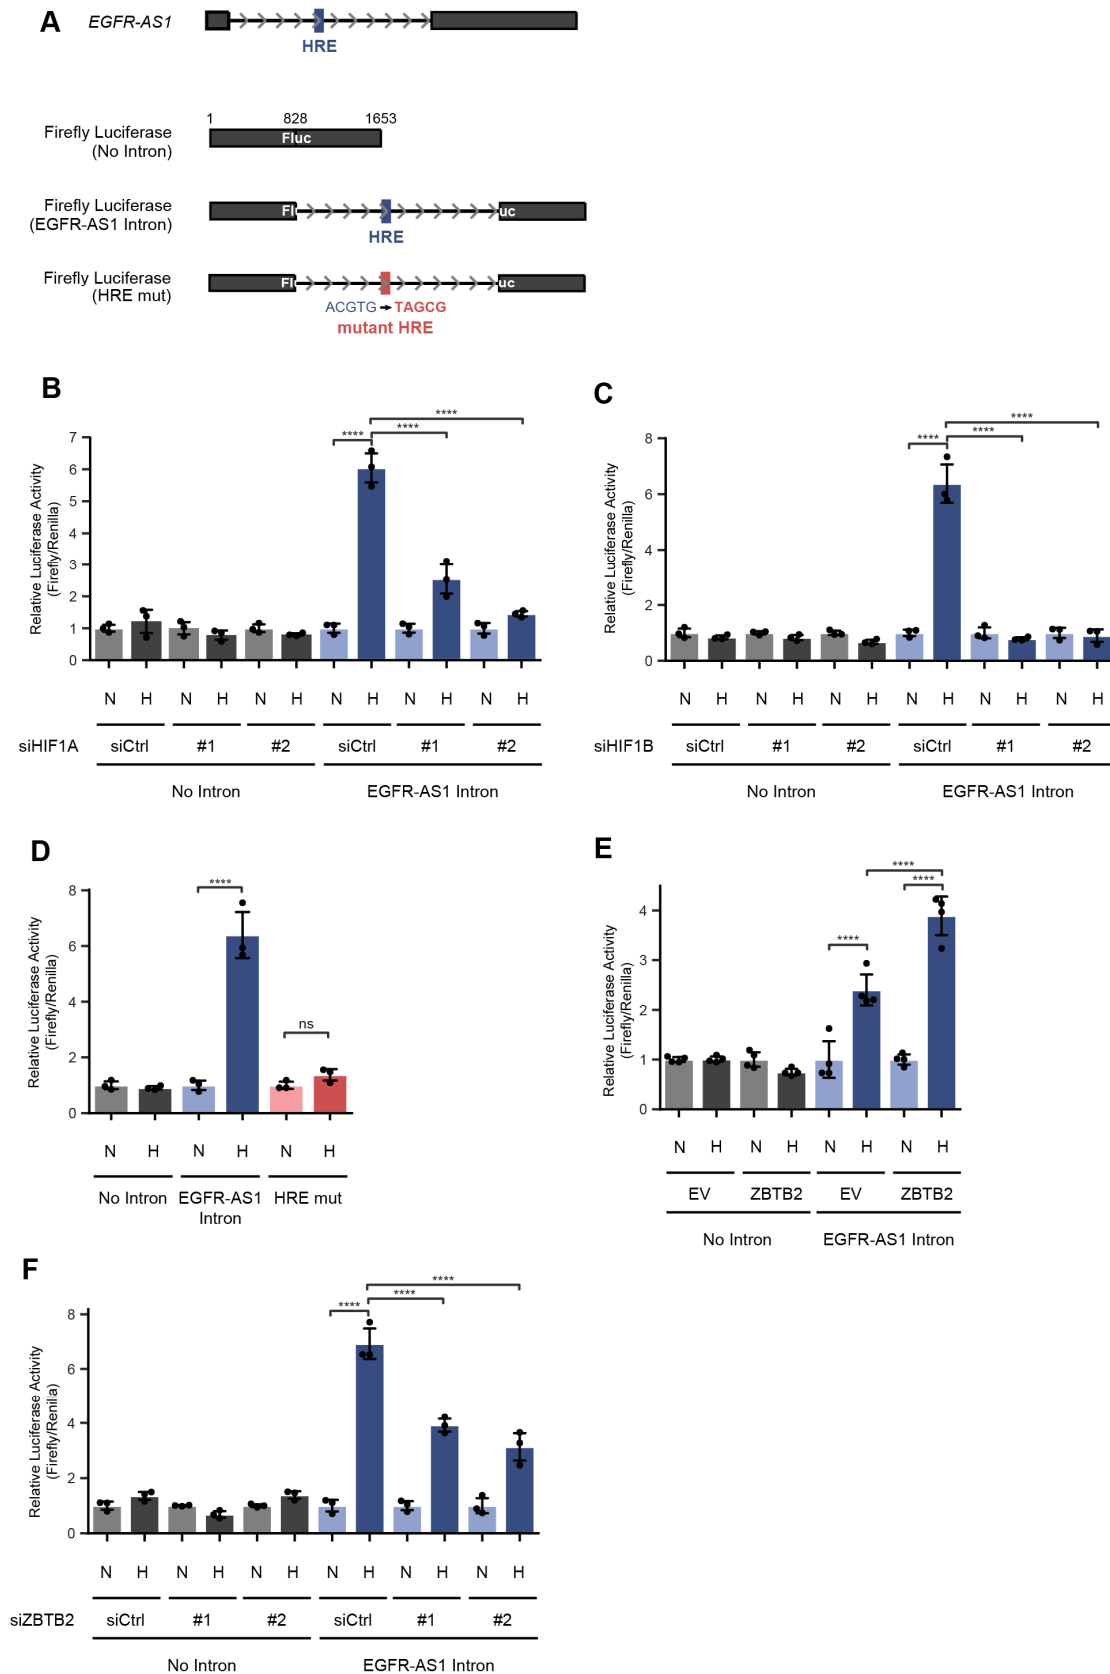 A
EGFR-AS1
HRE
1 828 1653
Firefly Luciferase
(No Intron)
Fluc
Firefly Luciferase
(EGFR-AS1 Intron)
Fl uc
HRE
Firefly Luciferase
(HRE mut)
Fl uc
ACGTG TAGCG
mutant HRE
B
Relative Luciferase Activity
(Firefly/Renilla)
7
6
5
4
3
2
1
0
**** **** ****
N H N H N H N H N H N H
siHIF1A siCtrl #1 #2 siCtrl #1 #2
No Intron EGFR-AS1 Intron
C
Relative Luciferase Activity
(Firefly/Renilla)
8
6
4
2
0
**** **** ****
N H N H N H N H N H N H
siHIF1B siCtrl #1 #2 siCtrl #1 #2
No Intron EGFR-AS1 Intron
D
Relative Luciferase Activity
(Firefly/Renilla)
8
6
4
2
0
**** ns
N H N H N H
No Intron EGFR-AS1 Intron HRE mut
E
Relative Luciferase Activity
(Firefly/Renilla)
4
3
2
1
0
**** **** ****
N H N H N H N H
EV ZBTB2 EV ZBTB2
No Intron EGFR-AS1 Intron
F
Relative Luciferase Activity
(Firefly/Renilla)
8
6
4
2
0
**** **** ****
N H N H N H N H N H N H
siZBTB2 siCtrl #1 #2 siCtrl #1 #2
No Intron EGFR-AS1 Intron